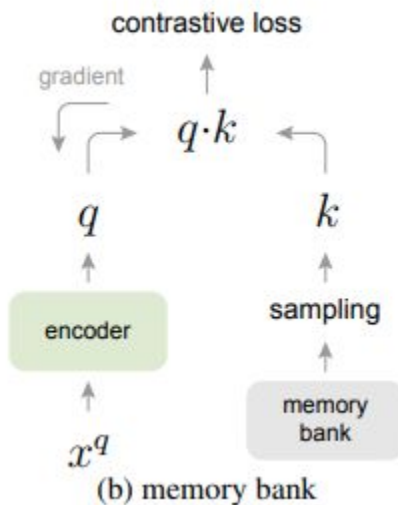 contrastive loss
gradient
q·k
q
k
encoder
sampling
memory
bank
x^q
(b) memory bank